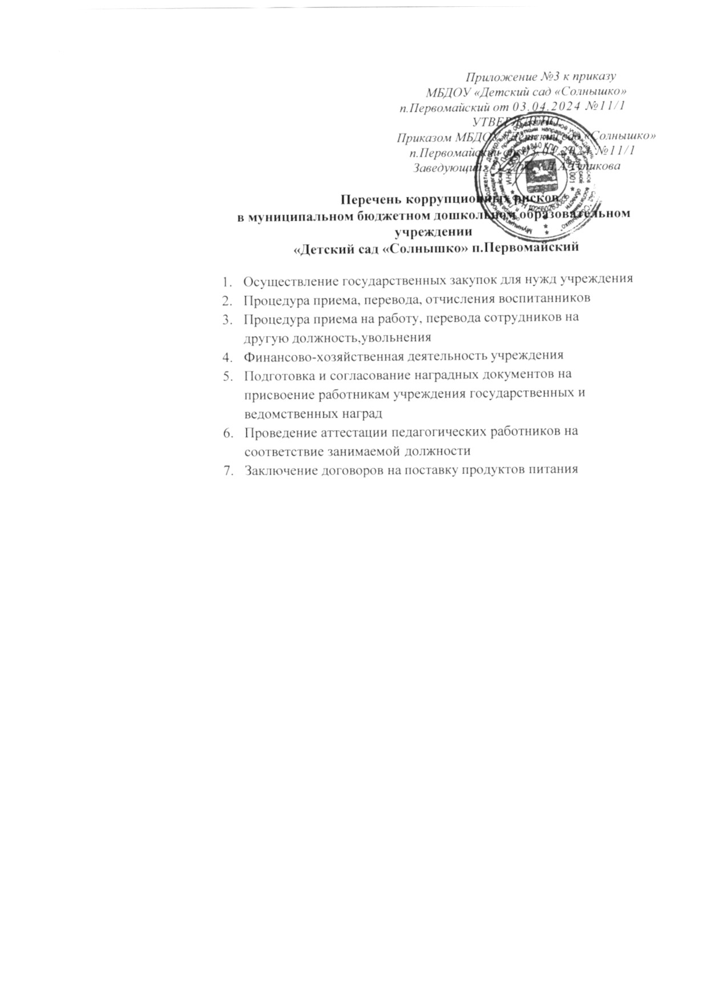 Приложение №3 к приказу
МБДОУ «Детский сад «Солнышко»
п.Первомайский от 03.04.2024 №11/1
УТВЕРЖДЕНО
Приказом МБДОУ «Детский сад «Солнышко»
п.Первомайский от 03.04.2024 №11/1
Заведующий Л.А.
Перечень коррупционных рисков
в муниципальном бюджетном дошкольном образовательном
учреждении
«Детский сад «Солнышко» п.Первомайский
1. Осуществление государственных закупок для нужд учреждения
2. Процедура приема, перевода, отчисления воспитанников
3. Процедура приема на работу, перевода сотрудников на
другую должность,увольнения
4. Финансово-хозяйственная деятельность учреждения
5. Подготовка и согласование наградных документов на
присвоение работникам учреждения государственных и
ведомственных наград
6. Проведение аттестации педагогических работников на
соответствие занимаемой должности
7. Заключение договоров на поставку продуктов питания